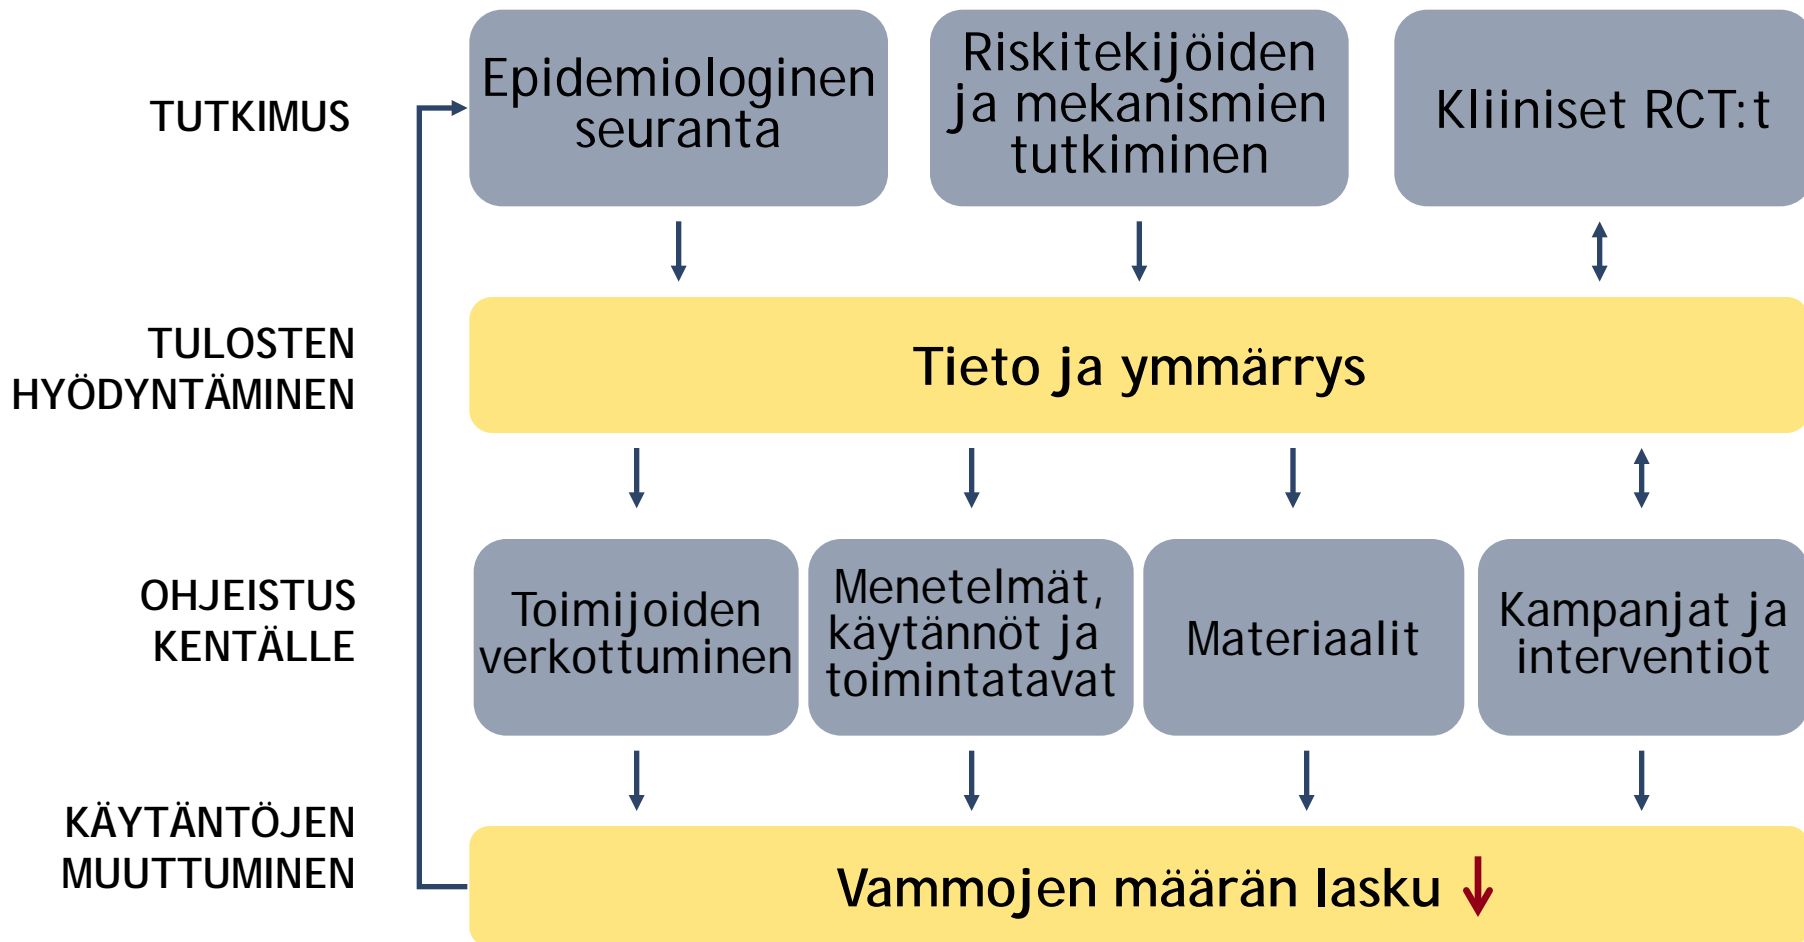 TUTKIMUS
Epidemiologinen
seuranta
Riskitekijöiden
ja mekanismien
tutkiminen
Kliiniset RCT:t
TULOSTEN
HYÖDYNTÄMINEN
Tieto ja ymmärrys
OHJEISTUS
KENTÄLLE
Toimijoiden
verkottuminen
Menetelmät,
käytännöt ja
toimintatavat
Materiaalit
Kampanjat ja
interventiot
KÄYTÄNTÖJEN
MUUTTUMINEN
Vammojen määrän lasku